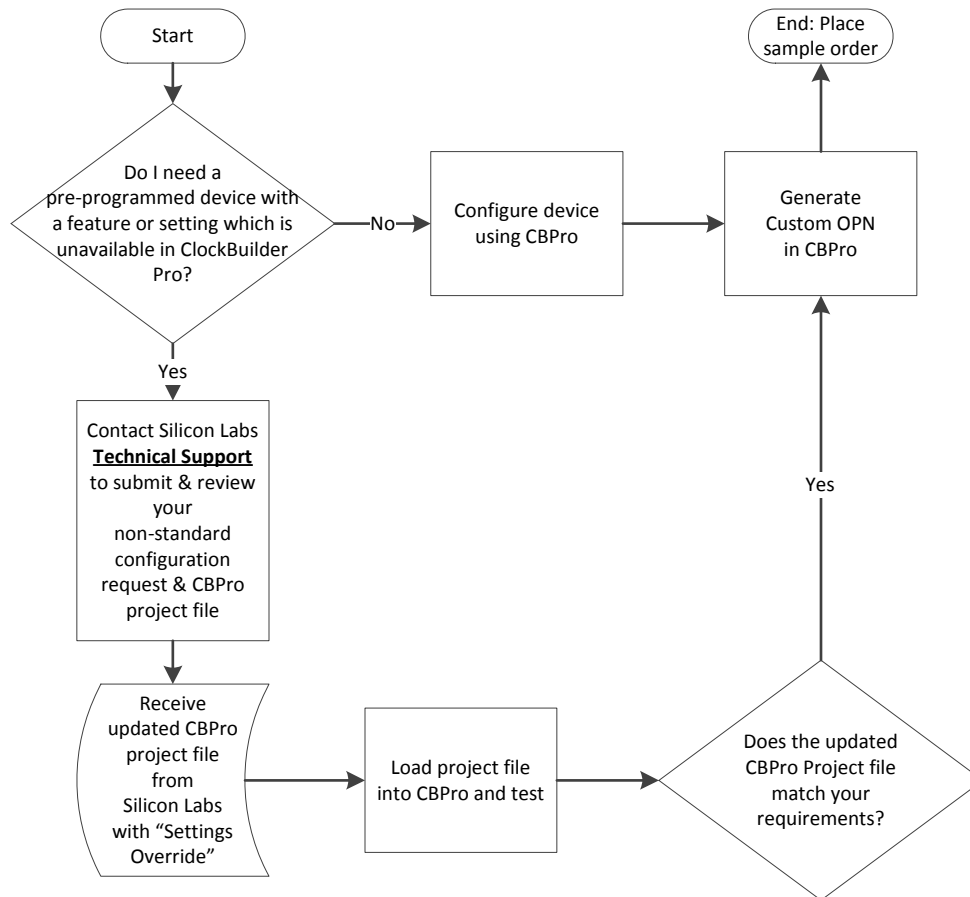 Start
End: Place
sample order
Do I need a
pre-programmed device with
a feature or setting which is
unavailable in ClockBuilder
Pro?
No
Configure device
using CBPro
Generate
Custom OPN
in CBPro
Yes
Contact Silicon Labs
Technical Support
to submit & review
your
non-standard
configuration
request & CBPro
project file
Yes
Receive
updated CBPro
project file
from
Silicon Labs
with “Settings
Override”
Load project file
into CBPro and test
Does the updated
CBPro Project file
match your
requirements?